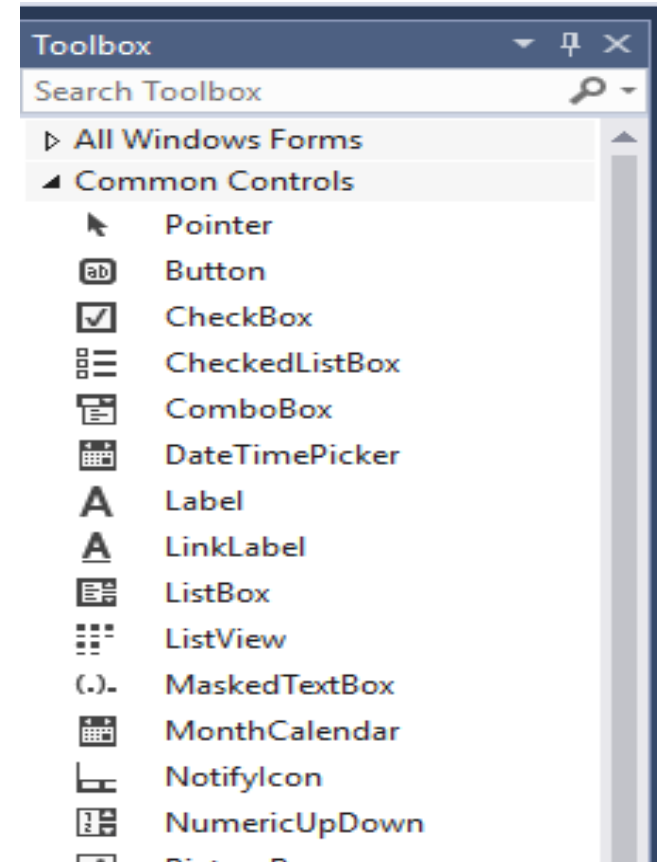 Toolbox
Search Toolbox
All Windows Forms
Common Controls
Pointer
Button
CheckBox
CheckedListBox
ComboBox
DateTimePicker
Label
LinkLabel
ListBox
ListView
MaskedTextBox
MonthCalendar
NotifyIcon
NumericUpDown